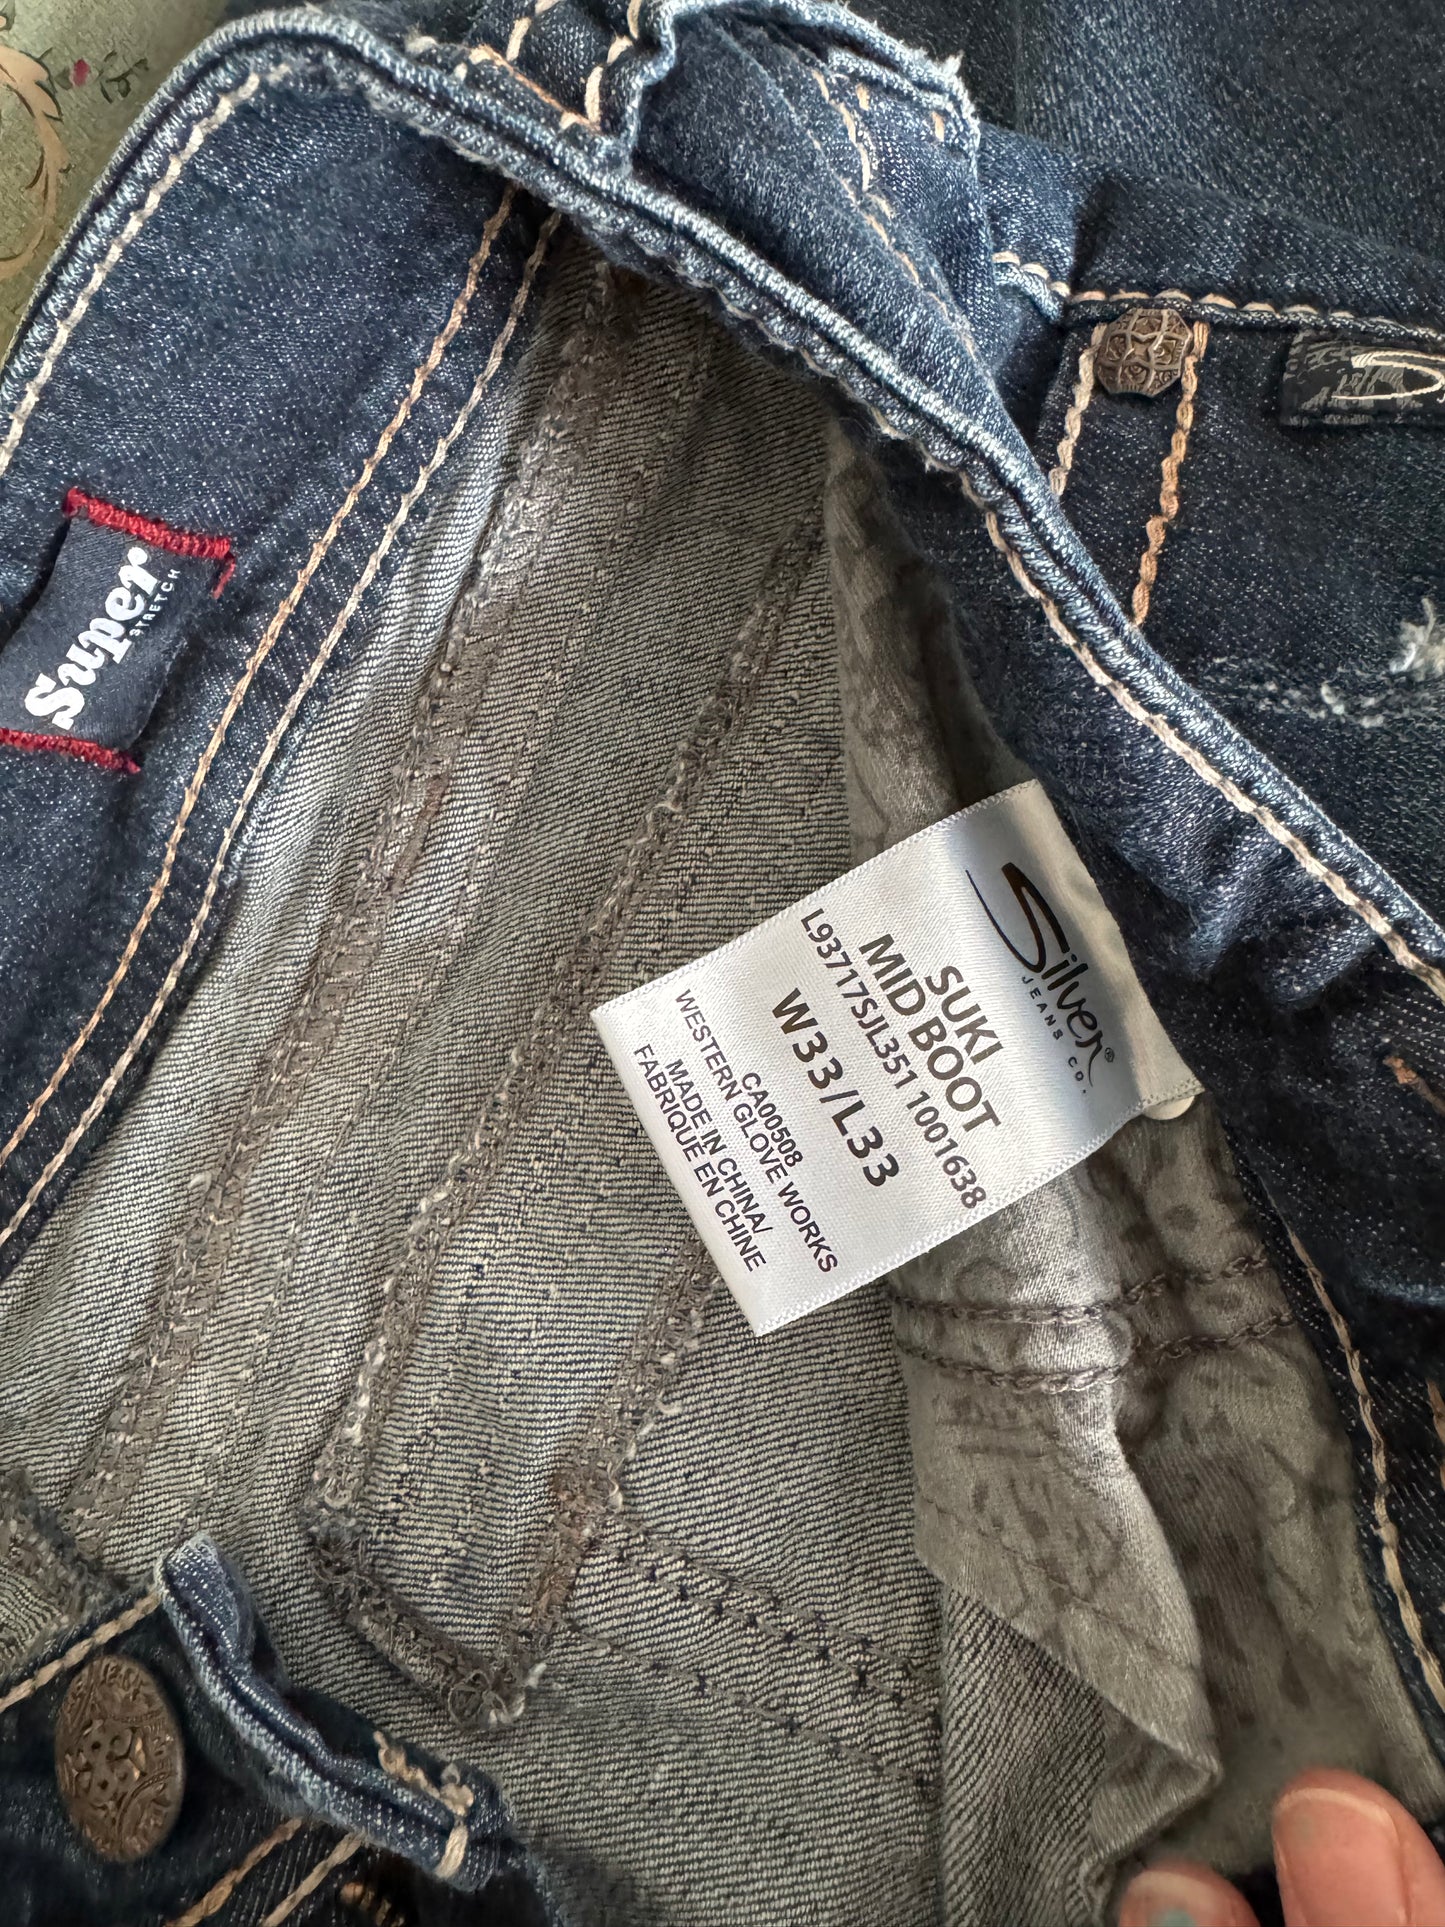 Super
STRETCH
Silver®
JEANS CO.
SUKI
MID BOOT
L93717SJL351 1001638
W33/L33
CA00508
WESTERN GLOVE WORKS
MADE IN CHINA/
FABRIQUE EN CHINE